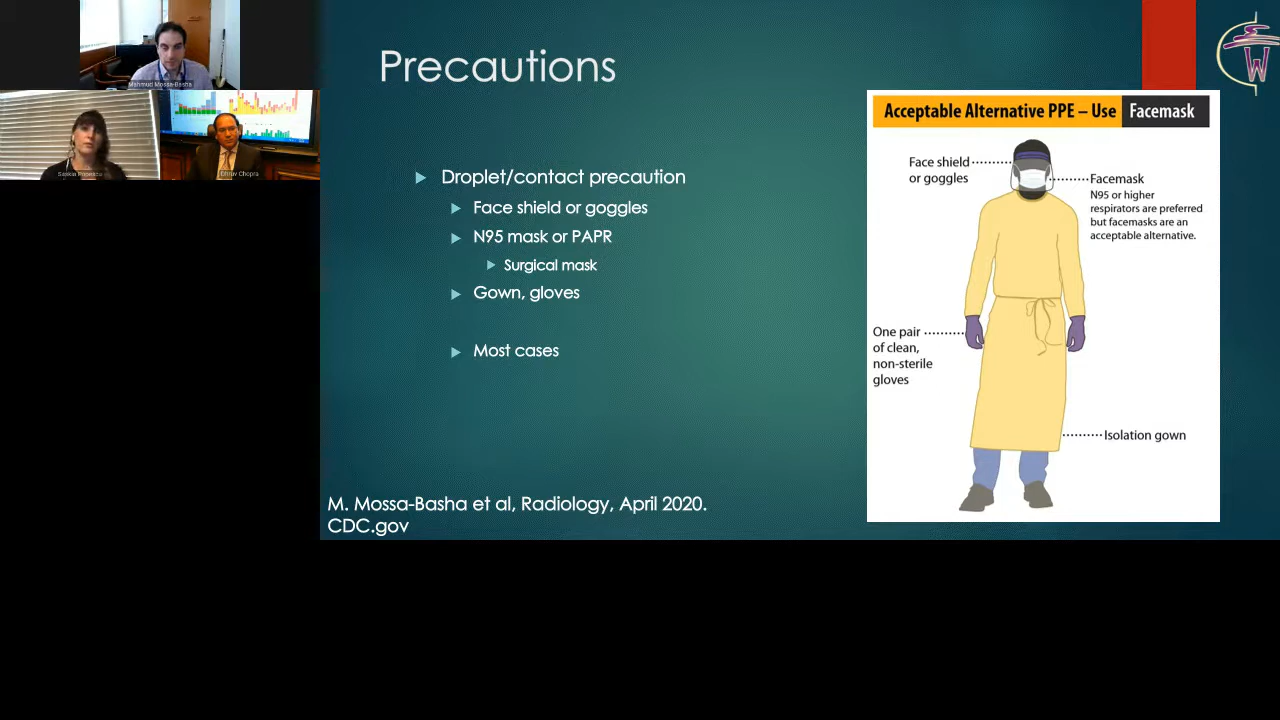 Mahmud Mossa-Basha
Saskia Popescu
Dhruv Chopra
Precautions
Droplet/contact precaution
Face shield or goggles
N95 mask or PAPR
Surgical mask
Gown, gloves
Most cases
M. Mossa-Basha et al, Radiology, April 2020.
CDC.gov
Acceptable Alternative PPE – Use Facemask
Face shield
or goggles
Facemask
N95 or higher
respirators are preferred
but facemasks are an
acceptable alternative.
One pair
of clean,
non-sterile
gloves
Isolation gown
W